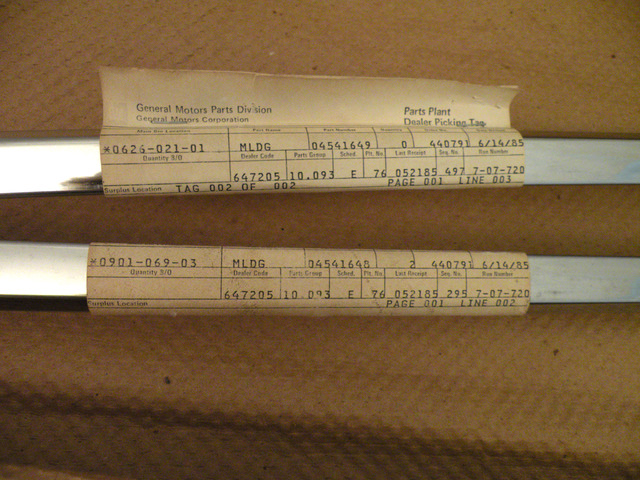 General Motors Parts Division
General Motors Corporation
Parts Plant
Dealer Picking Tag
Part Name Part Number
*0626-021-01 MLDG 04541649 0 440791 6/14/85
Quantity B/O Dealer Code Parts Group Sched. Plt. No. Last Receipt Seq. No. Run Number
647205 10.093 E 76 052185 497 7-07-720
Surplus Location TAG 002 OF 002 PAGE 001 LINE 003
*0901-069-03 MLDG 04541648 2 440791 6/14/85
Quantity B/O Dealer Code Parts Group Sched. Plt. No. Last Receipt Seq. No. Run Number
647205 10.093 E 76 052185 295 7-07-720
Surplus Location PAGE 001 LINE 002